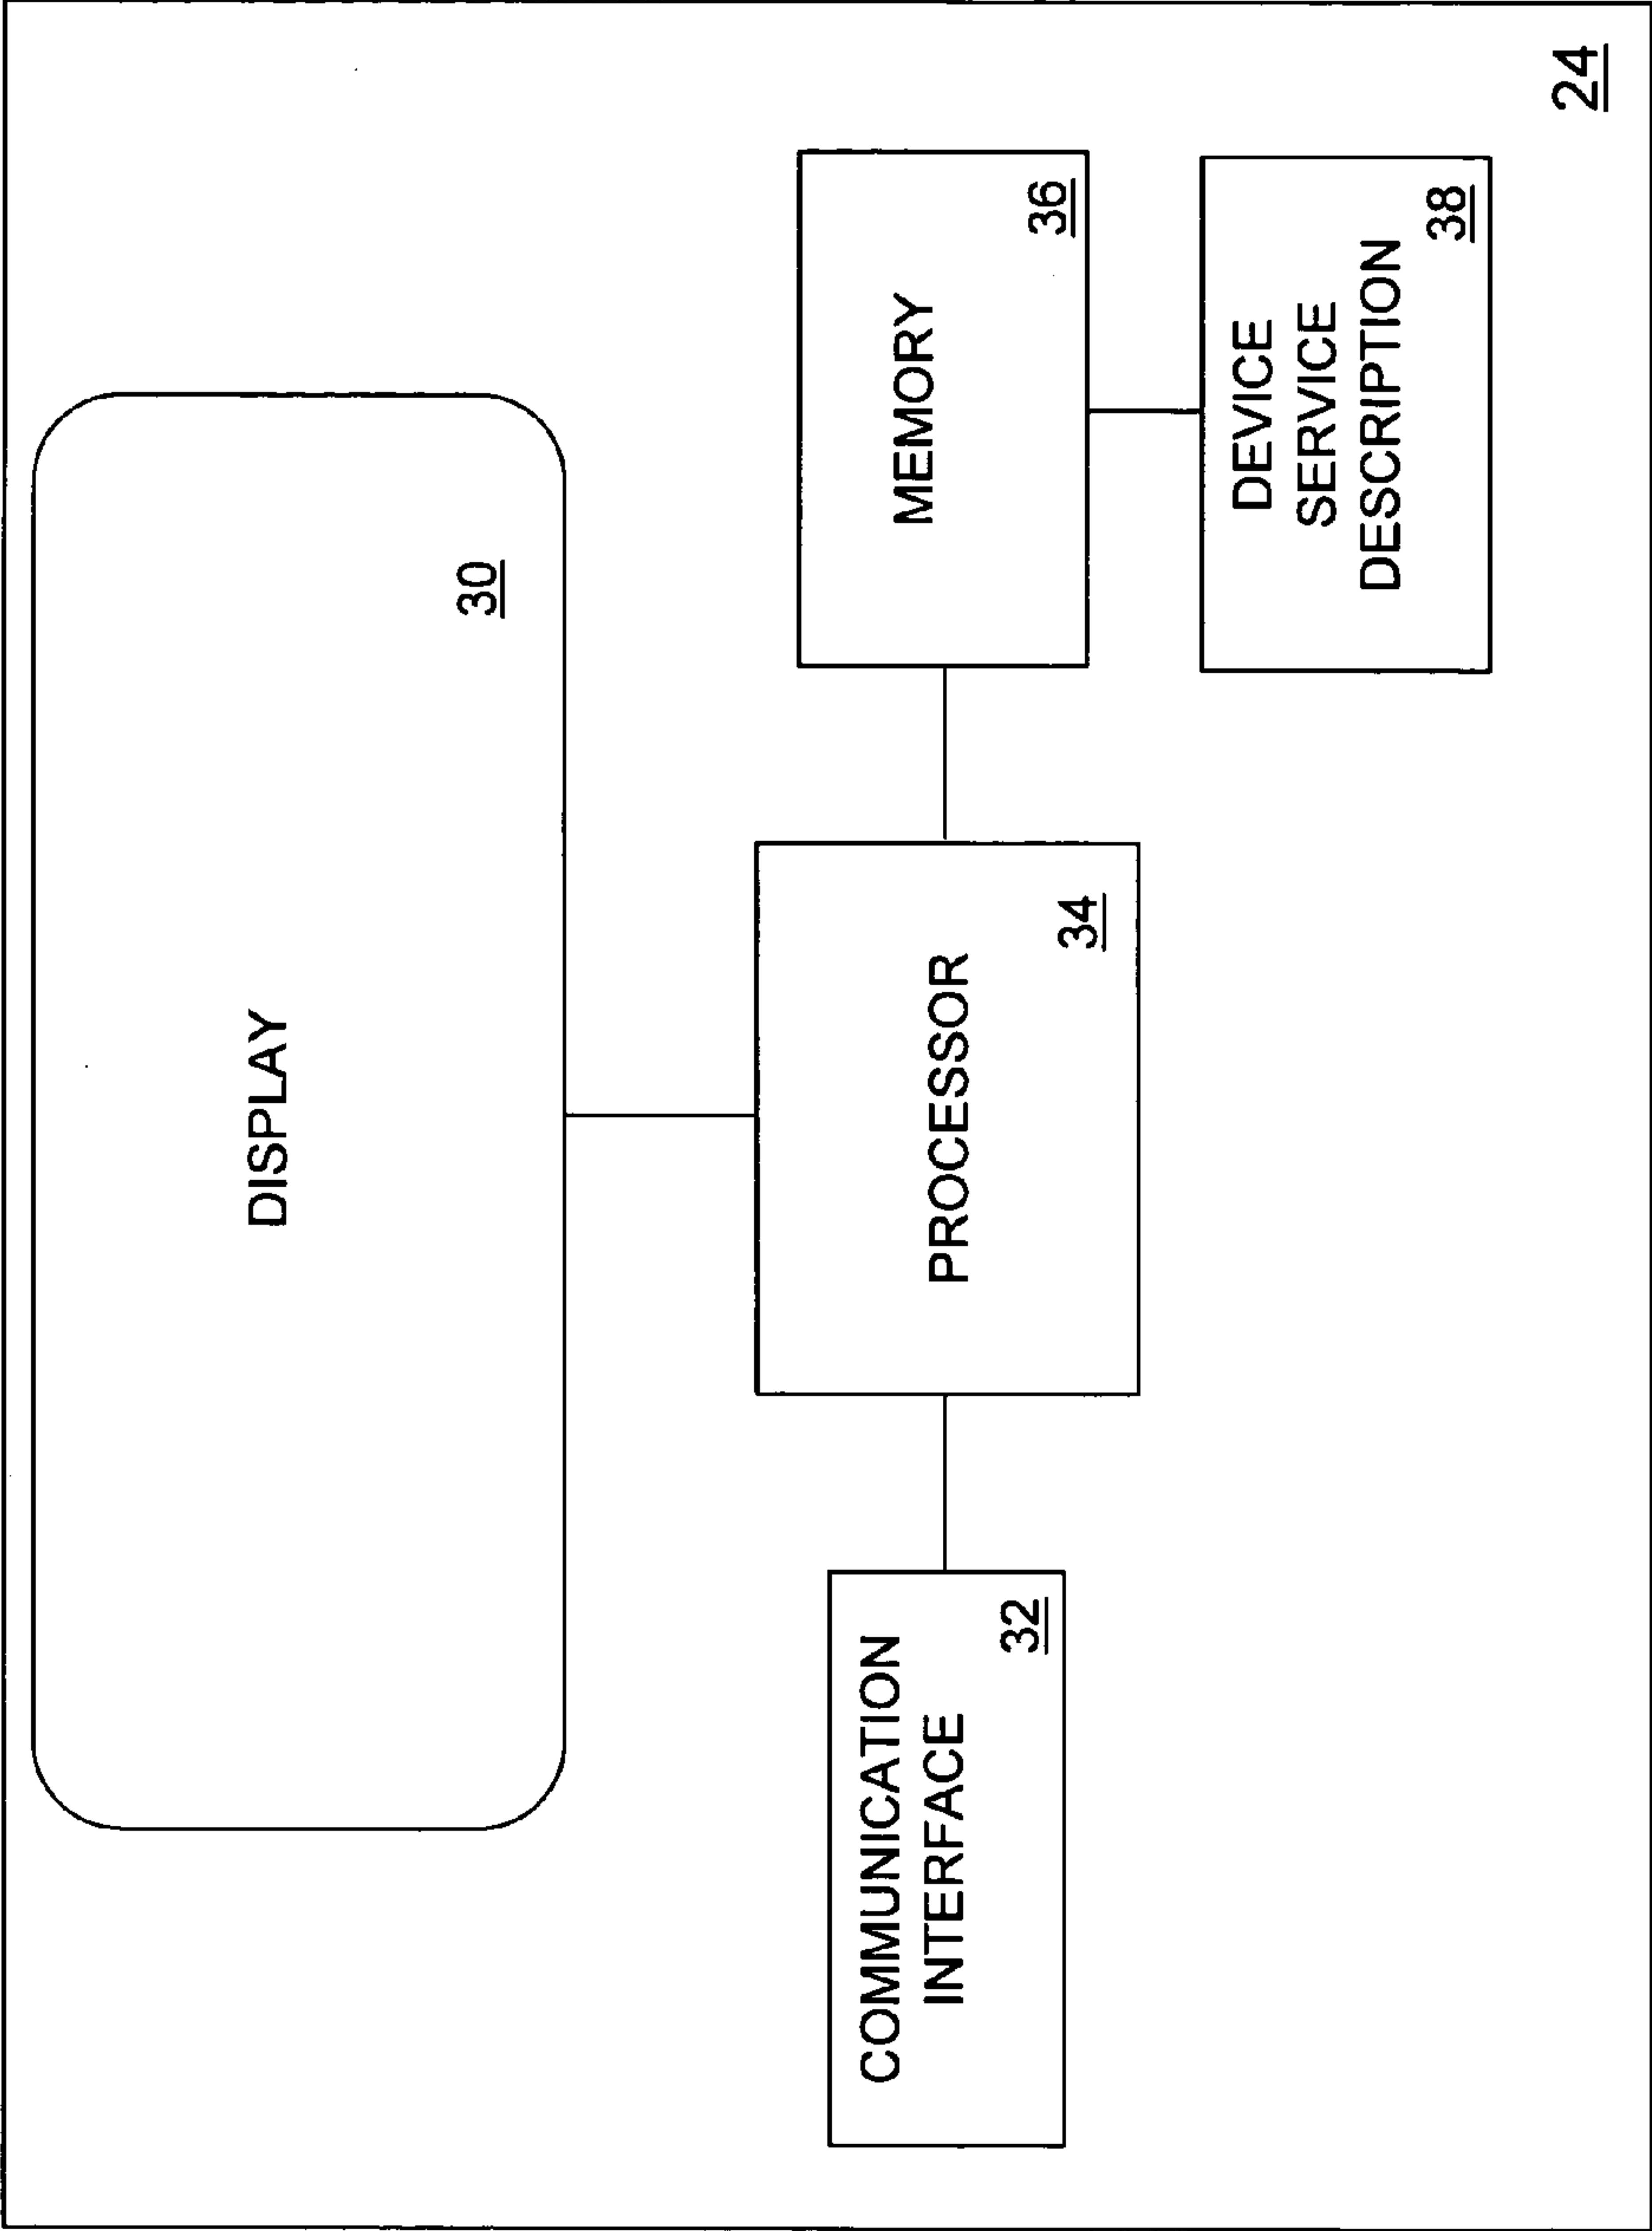 DISPLAY
30
COMMUNICATION
INTERFACE
32
PROCESSOR
34
MEMORY
36
DEVICE
SERVICE
DESCRIPTION
38
24